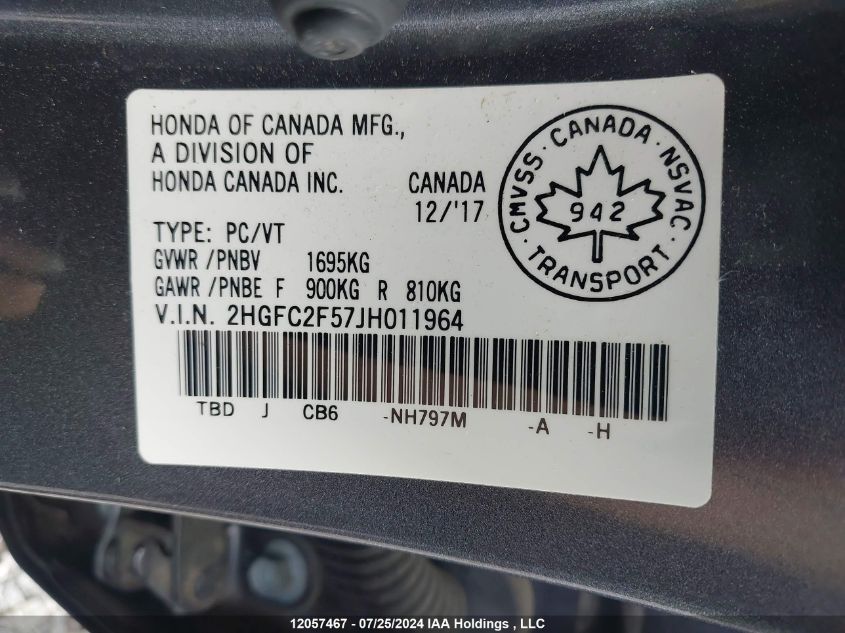 HONDA OF CANADA MFG.,
A DIVISION OF
HONDA CANADA INC.
CANADA
12/'17
TYPE: PC/VT
GVWR /PNBV 1695KG
GAWR /PNBE F 900KG R 810KG
V.I.N. 2HGFC2F57JH011964
TBD J CB6 -NH797M -A -H
CMVSS · CANADA · NSVAC
942
· TRANSPORT ·
12057467 - 07/25/2024 IAA Holdings , LLC